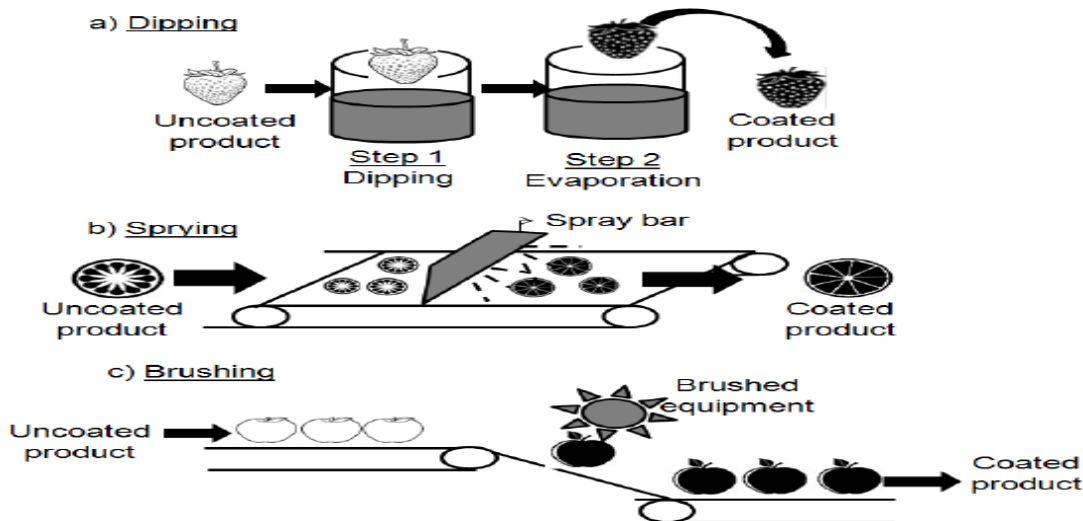 a) Dipping
Uncoated
product
Step 1
Dipping
Step 2
Evaporation
Coated
product
b) Sprying
Spray bar
Uncoated
product
Coated
product
c) Brushing
Brushed
equipment
Uncoated
product
Coated
product